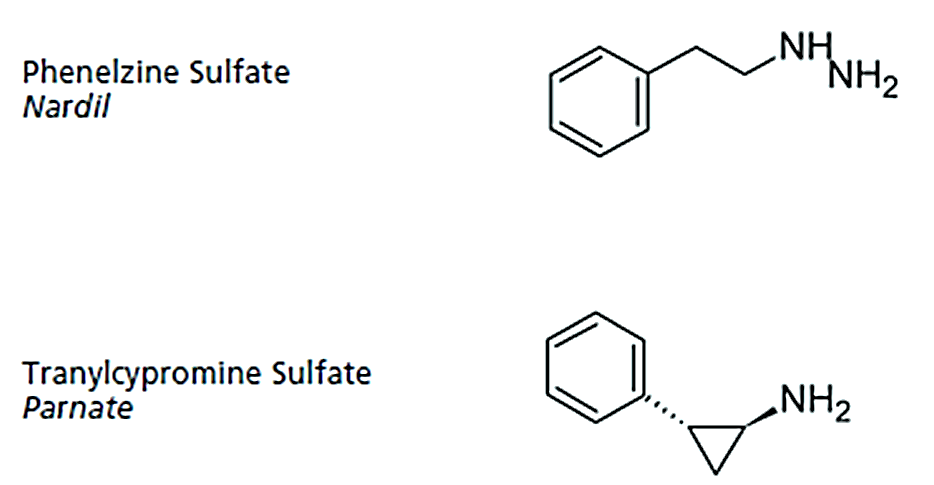 Phenelzine Sulfate
Nardil
NH
NH2
Tranylcypromine Sulfate
Parnate
NH2